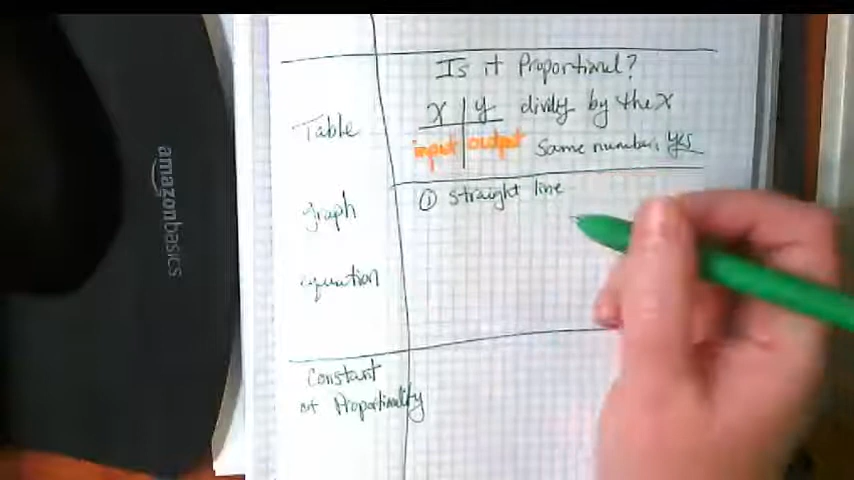 Is it Proportional?
Table
x y divide by the x
input output same number, yes
graph
① straight line
equation
Constant
of Proportionality
amazonbasics